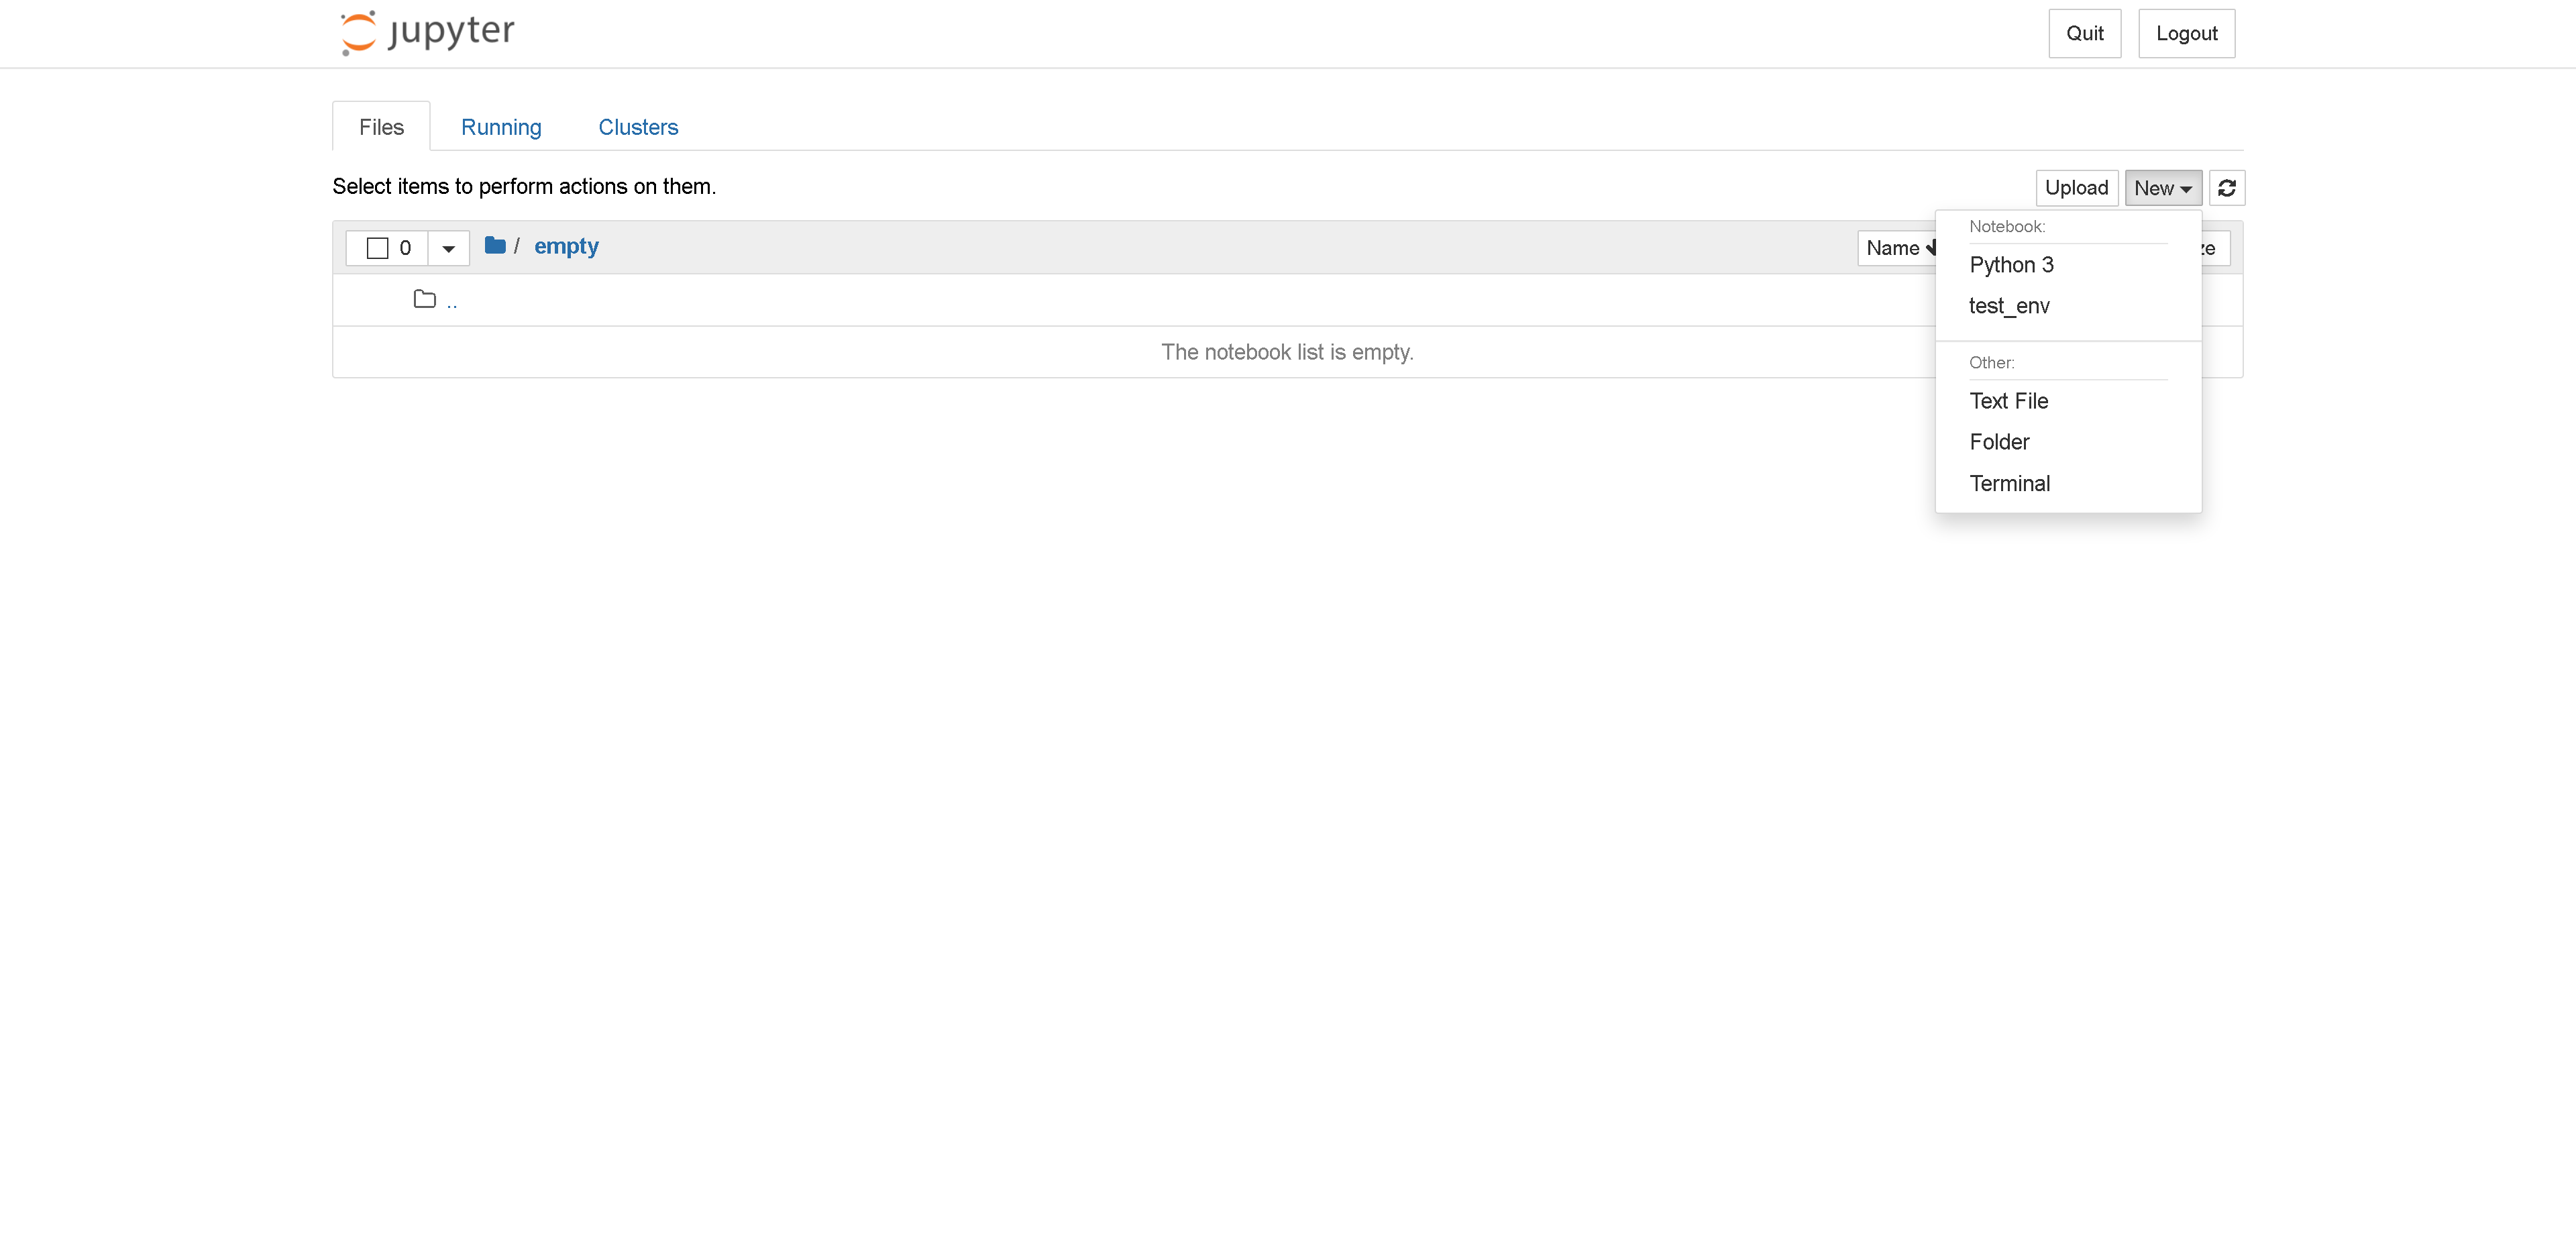 jupyter
Quit Logout
Files Running Clusters
Select items to perform actions on them.
Upload New
0 / empty
Name
Notebook:
Python 3
..
test_env
The notebook list is empty.
Other:
Text File
Folder
Terminal